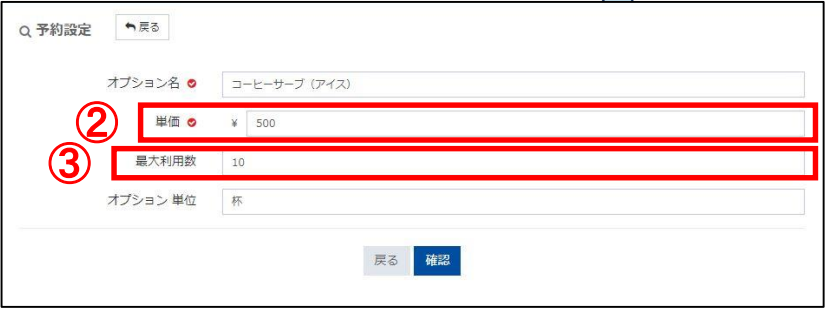 予約設定 戻る
オプション名 コーヒーサーブ（アイス）
② 単価 ¥ 500
③ 最大利用数 10
オプション 単位 杯
戻る 確認